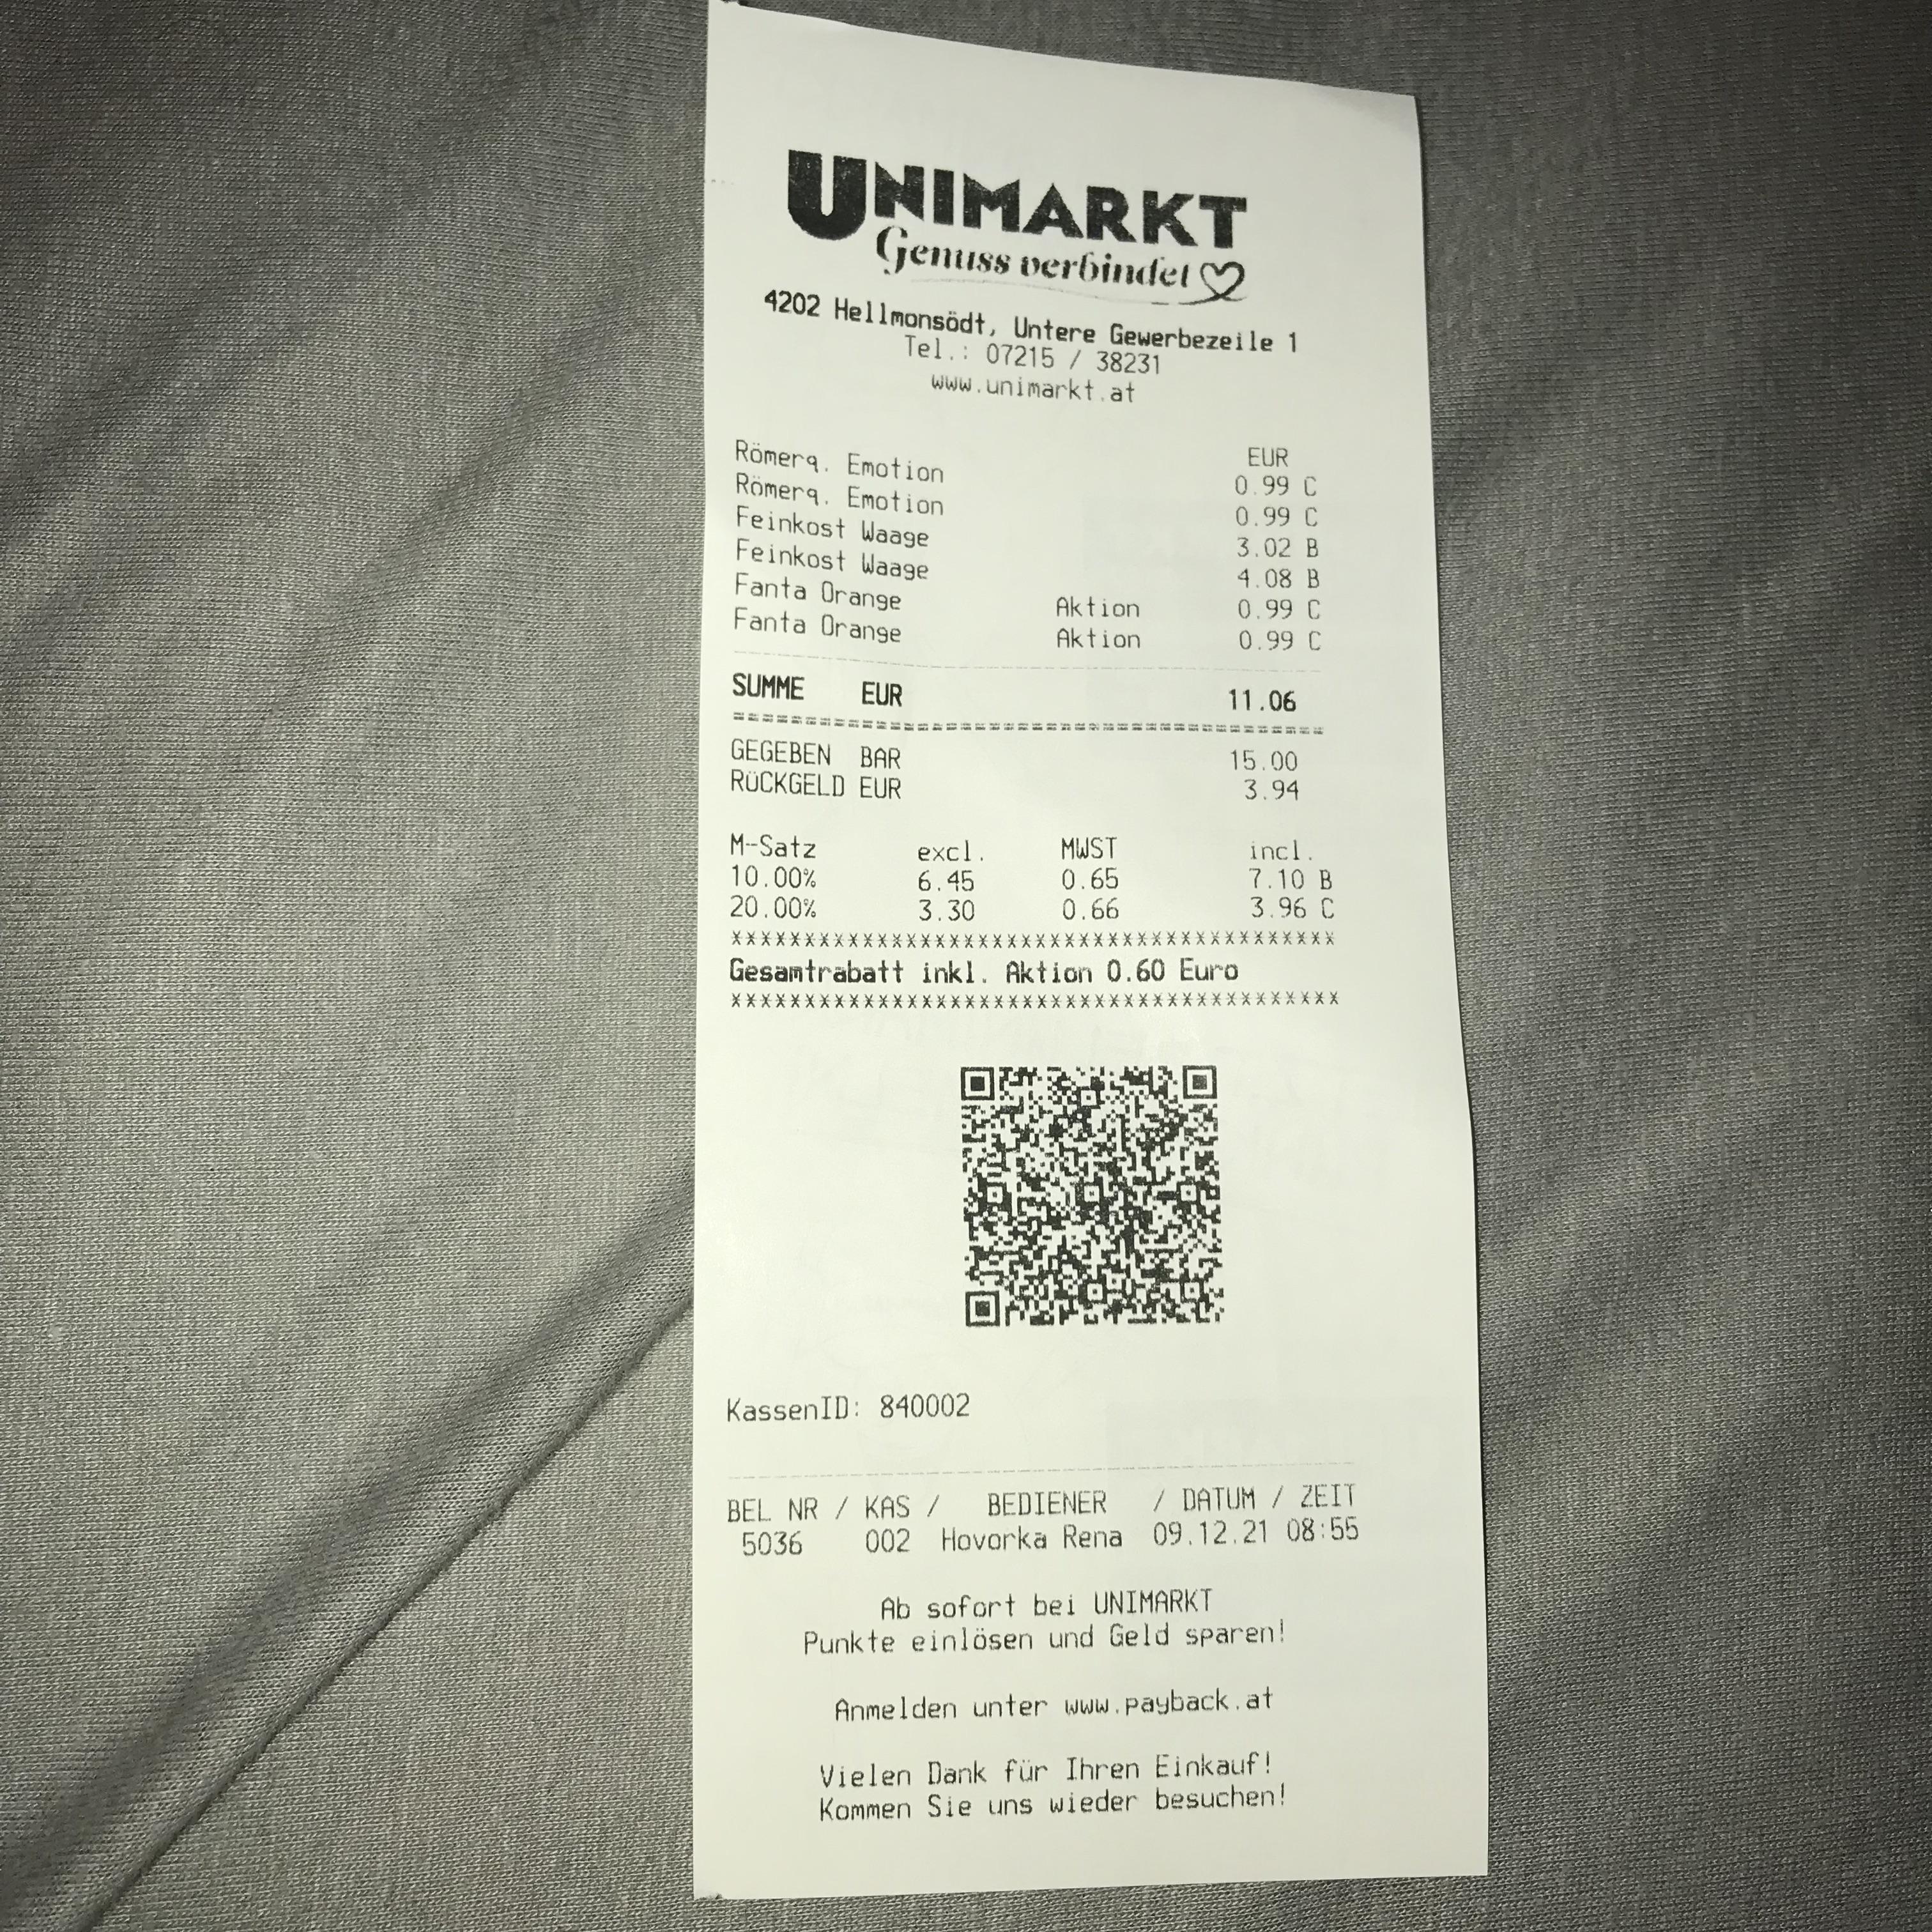 UNIMARKT
Genuss verbindet
4202 Hellmonsödt, Untere Gewerbezeile 1
Tel.: 07215 / 38231
www.unimarkt.at
EUR
Römerq. Emotion 0.99 C
Römerq. Emotion 0.99 C
Feinkost Waage 3.02 B
Feinkost Waage 4.08 B
Fanta Orange Aktion 0.99 C
Fanta Orange Aktion 0.99 C
SUMME EUR 11.06
GEGEBEN BAR 15.00
RÜCKGELD EUR 3.94
M-Satz excl. MWST incl.
10.00% 6.45 0.65 7.10 B
20.00% 3.30 0.66 3.96 C
Gesamtrabatt inkl. Aktion 0.60 Euro
KassenID: 840002
BEL NR / KAS / BEDIENER / DATUM / ZEIT
5036 002 Hovorka Rena 09.12.21 08:55
Ab sofort bei UNIMARKT
Punkte einlösen und Geld sparen!
Anmelden unter www.payback.at
Vielen Dank für Ihren Einkauf!
Kommen Sie uns wieder besuchen!